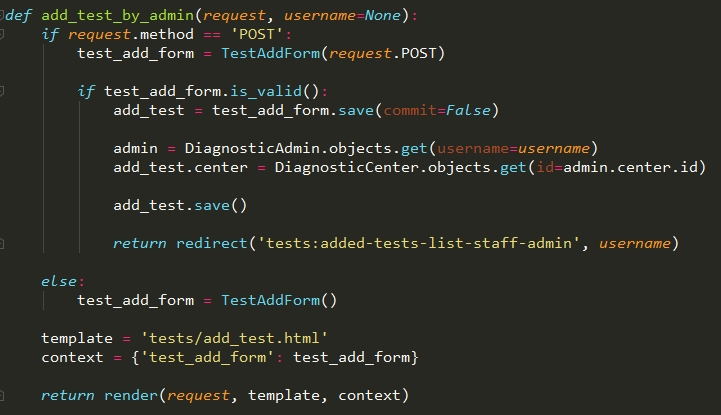 def add_test_by_admin(request, username=None):
    if request.method == 'POST':
        test_add_form = TestAddForm(request.POST)
        if test_add_form.is_valid():
            add_test = test_add_form.save(commit=False)
            admin = DiagnosticAdmin.objects.get(username=username)
            add_test.center = DiagnosticCenter.objects.get(id=admin.center.id)
            add_test.save()
            return redirect('tests:added-tests-list-staff-admin', username)
    else:
        test_add_form = TestAddForm()
    template = 'tests/add_test.html'
    context = {'test_add_form': test_add_form}
    return render(request, template, context)